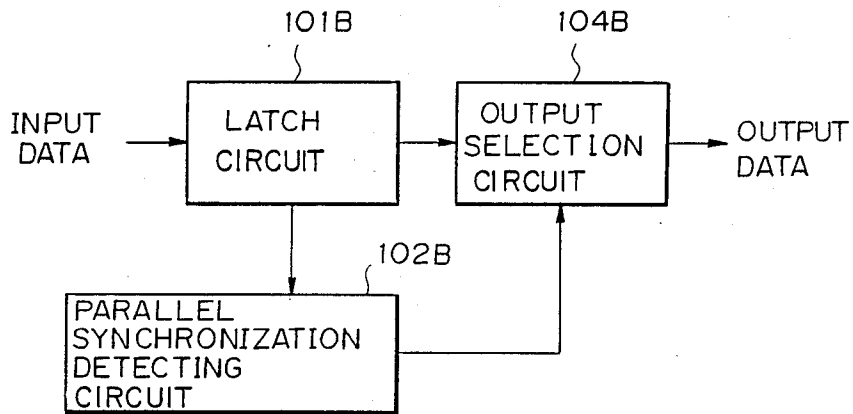 101B
104B
INPUT
DATA
LATCH
CIRCUIT
OUTPUT
SELECTION
CIRCUIT
OUTPUT
DATA
102B
PARALLEL
SYNCHRONIZATION
DETECTING
CIRCUIT